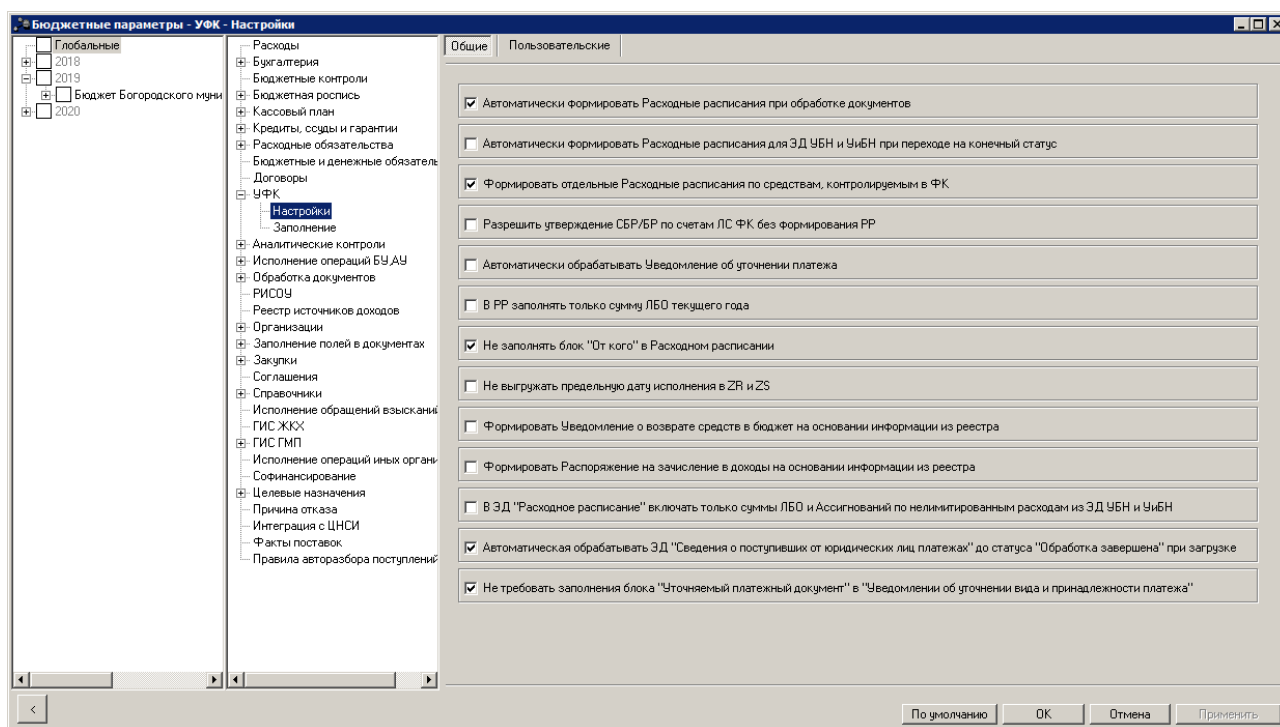 Бюджетные параметры - УФК - Настройки
Глобальные
2018
2019
Бюджет Богородского муни
2020
Расходы
Бухгалтерия
Бюджетные контроли
Бюджетная роспись
Кассовый план
Кредиты, ссуды и гарантии
Расходные обязательства
Бюджетные и денежные обязатель
Договоры
УФК
Настройки
Заполнение
Аналитические контроли
Исполнение операций БУ,АУ
Обработка документов
РИСОУ
Реестр источников доходов
Организации
Заполнение полей в документах
Закупки
Соглашения
Справочники
Исполнение обращений взысканий
ГИС ЖКХ
ГИС ГМП
Исполнение операций иных органи
Софинансирование
Целевые назначения
Причина отказа
Интеграция с ЦНСИ
Факты поставок
Правила авторазбора поступлений
Общие
Пользовательские
Автоматически формировать Расходные расписания при обработке документов
Автоматически формировать Расходные расписания для ЭД УБН и УиБН при переходе на конечный статус
Формировать отдельные Расходные расписания по средствам, контролируемым в ФК
Разрешить утверждение СБР/БР по счетам ЛС ФК без формирования РР
Автоматически обрабатывать Уведомление об уточнении платежа
В РР заполнять только сумму ЛБО текущего года
Не заполнять блок "От кого" в Расходном расписании
Не выгружать предельную дату исполнения в ZR и ZS
Формировать Уведомление о возврате средств в бюджет на основании информации из реестра
Формировать Распоряжение на зачисление в доходы на основании информации из реестра
В ЭД "Расходное расписание" включать только суммы ЛБО и Ассигнований по нелимитированным расходам из ЭД УБН и УиБН
Автоматическая обрабатывать ЭД "Сведения о поступивших от юридических лиц платежах" до статуса "Обработка завершена" при загрузке
Не требовать заполнения блока "Уточняемый платежный документ" в "Уведомлении об уточнении вида и принадлежности платежа"
<
По умолчанию
OK
Отмена
Применить